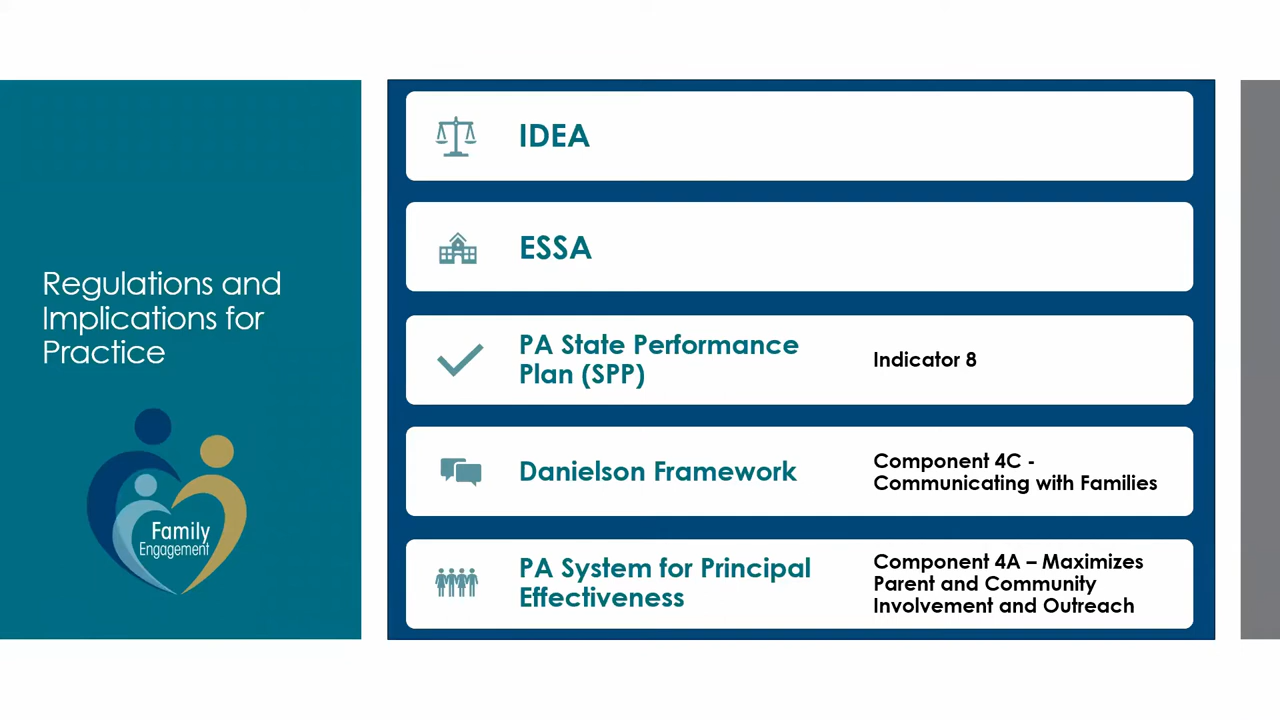 Regulations and
Implications for
Practice
Family
Engagement
IDEA
ESSA
PA State Performance
Plan (SPP)
Indicator 8
Danielson Framework
Component 4C -
Communicating with Families
PA System for Principal
Effectiveness
Component 4A – Maximizes
Parent and Community
Involvement and Outreach